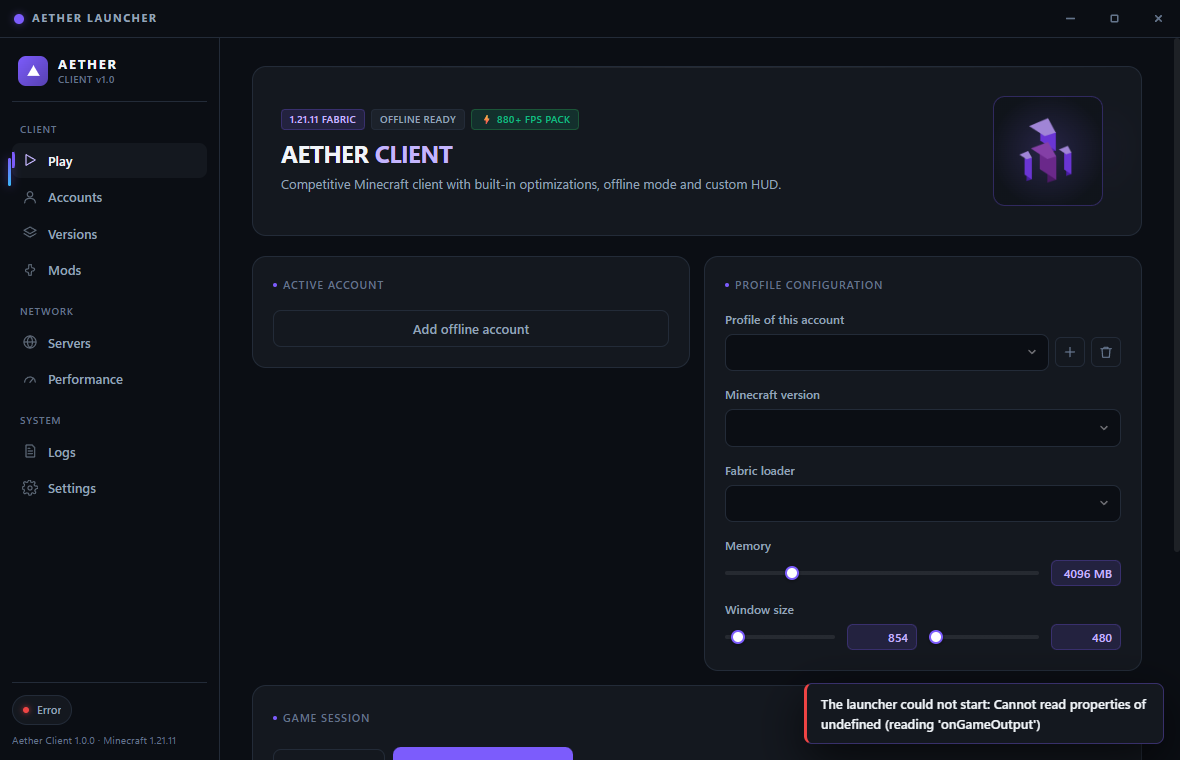 AETHER LAUNCHER
AETHER
CLIENT v1.0
CLIENT
Play
Accounts
Versions
Mods
NETWORK
Servers
Performance
SYSTEM
Logs
Settings
Error
Aether Client 1.0.0 · Minecraft 1.21.11
1.21.11 FABRIC
OFFLINE READY
880+ FPS PACK
AETHER CLIENT
Competitive Minecraft client with built-in optimizations, offline mode and custom HUD.
ACTIVE ACCOUNT
Add offline account
PROFILE CONFIGURATION
Profile of this account
Minecraft version
Fabric loader
Memory
4096 MB
Window size
854
480
GAME SESSION
The launcher could not start: Cannot read properties of
undefined (reading 'onGameOutput')